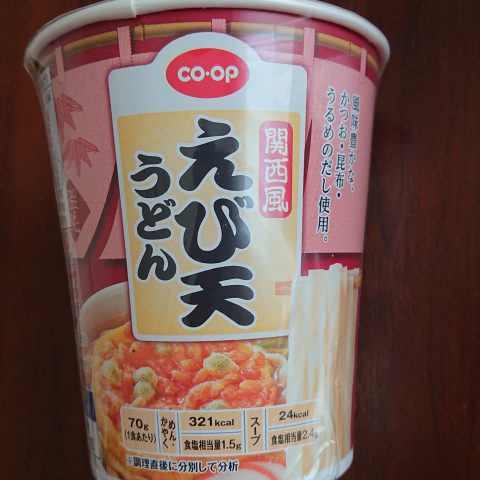 CO·OP
関西風
えび天
うどん
風味豊かな、
かつお・昆布・
うるめのだし使用。
70g
(1食あたり)
めん・
かやく
321kcal
食塩相当量1.5g
スープ
24kcal
食塩相当量2.4g
※調理直後に分別して分析